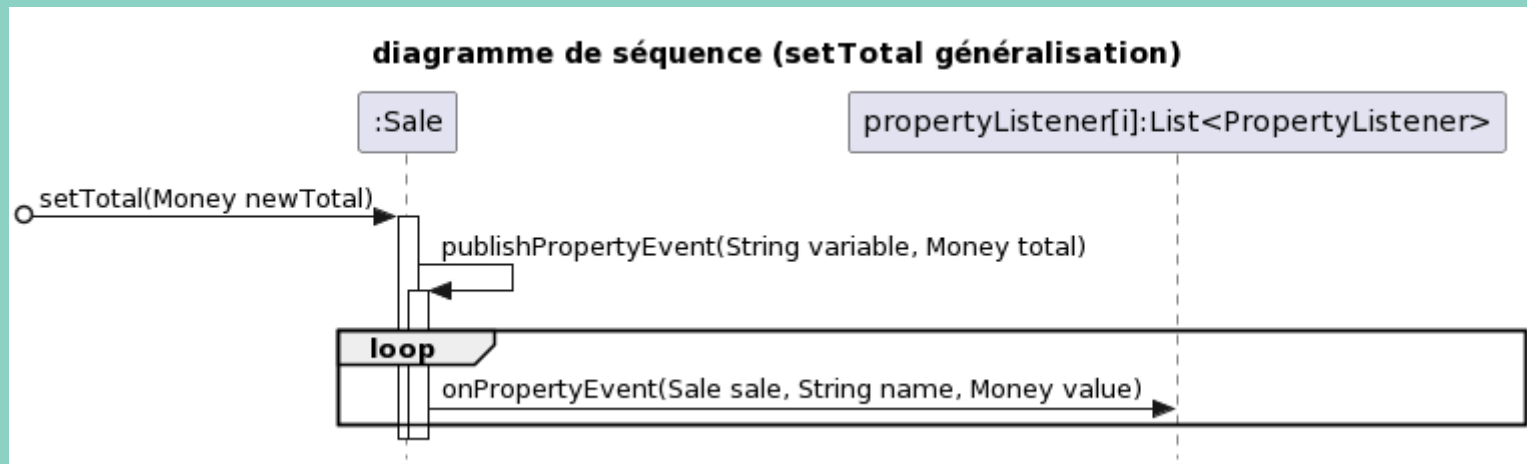 diagramme de séquence (setTotal généralisation)
:Sale
propertyListener[i]:List<PropertyListener>
setTotal(Money newTotal)
publishPropertyEvent(String variable, Money total)
loop
onPropertyEvent(Sale sale, String name, Money value)